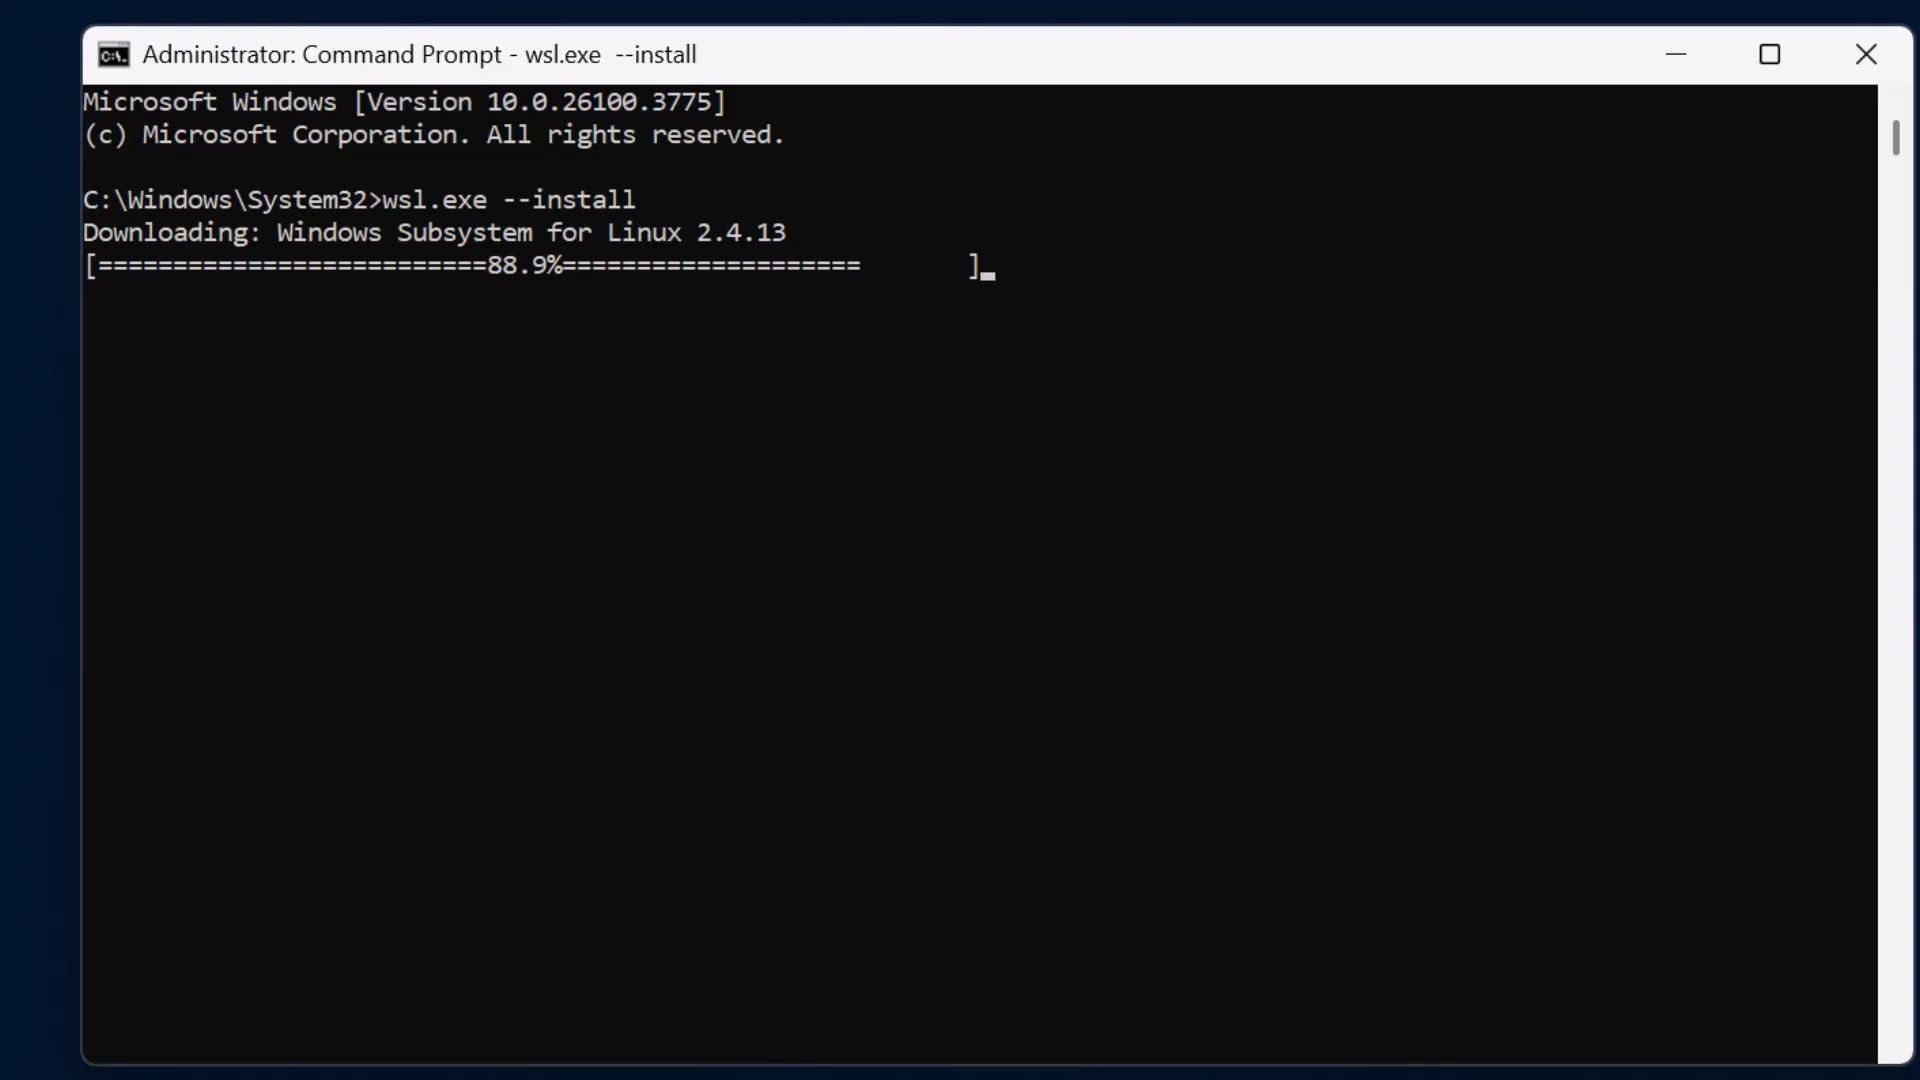 Administrator: Command Prompt - wsl.exe  --install
Microsoft Windows [Version 10.0.26100.3775]
(c) Microsoft Corporation. All rights reserved.
C:\Windows\System32>wsl.exe --install
Downloading: Windows Subsystem for Linux 2.4.13
[==========================88.9%====================       ]